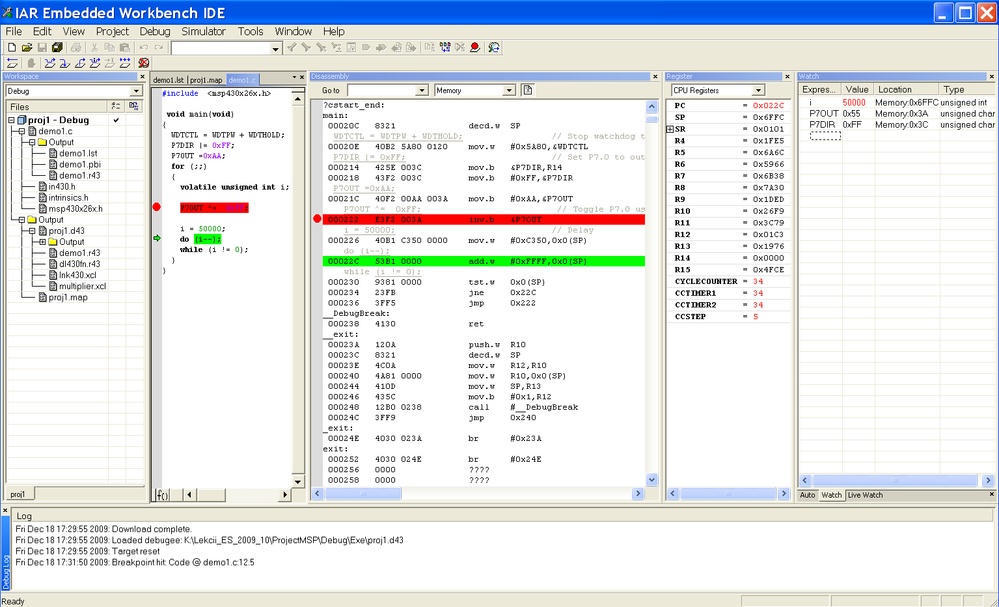 IAR Embedded Workbench IDE
File Edit View Project Debug Simulator Tools Window Help
Workspace
Debug
Files
proj1 - Debug
demo1.c
Output
demo1.lst
demo1.pbi
demo1.r43
in430.h
intrinsics.h
msp430x26x.h
Output
proj1.d43
Output
demo1.r43
dl430fn.r43
lnk430.xcl
multiplier.xcl
proj1.map
proj1
demo1.lst proj1.map demo1.c
#include <msp430x26x.h>
void main(void)
{
WDTCTL = WDTPW + WDTHOLD;
P7DIR |= 0xFF;
P7OUT =0xAA;
for (;;)
{
volatile unsigned int i;
P7OUT ^= 0xFF;
i = 50000;
do (i--);
while (i != 0);
}
}
f()
Disassembly
Go to Memory
?cstart_end:
main:
00020C 8321 decd.w SP
WDTCTL = WDTPW + WDTHOLD; // Stop watchdog t
00020E 40B2 5A80 0120 mov.w #0x5A80,&WDTCTL
P7DIR |= 0xFF; // Set P7.0 to out
000214 425E 003C mov.b &P7DIR,R14
000218 43F2 003C mov.b #0xFF,&P7DIR
P7OUT =0xAA;
00021C 40F2 00AA 003A mov.b #0xAA,&P7OUT
P7OUT ^= 0xFF; // Toggle P7.0 us
000222 E3F2 003A inv.b &P7OUT
i = 50000; // Delay
000226 40B1 C350 0000 mov.w #0xC350,0x0(SP)
do (i--);
00022C 53B1 0000 add.w #0xFFFF,0x0(SP)
while (i != 0);
000230 9381 0000 tst.w 0x0(SP)
000234 23FB jne 0x22C
000236 3FF5 jmp 0x222
__DebugBreak:
000238 4130 ret
__exit:
00023A 120A push.w R10
00023C 8321 decd.w SP
00023E 4C0A mov.w R12,R10
000240 4A81 0000 mov.w R10,0x0(SP)
000244 410D mov.w SP,R13
000246 435C mov.b #0x1,R12
000248 12B0 0238 call #__DebugBreak
00024C 3FF9 jmp 0x240
_exit:
00024E 4030 023A br #0x23A
exit:
000252 4030 024E br #0x24E
000256 0000 ????
000258 0000 ????
Register
CPU Registers
PC = 0x022C
SP = 0x6FFC
SR = 0x0101
R4 = 0x1FE5
R5 = 0x6A6C
R6 = 0x5966
R7 = 0x6B38
R8 = 0x7A30
R9 = 0x1DED
R10 = 0x26F9
R11 = 0x3C79
R12 = 0x01C3
R13 = 0x1976
R14 = 0x0000
R15 = 0x4FCE
CYCLECOUNTER = 34
CCTIMER1 = 34
CCTIMER2 = 34
CCSTEP = 5
Watch
Expres... Value Location Type
i 50000 Memory:0x6FFC unsigned int
P7OUT 0x55 Memory:0x3A unsigned char
P7DIR 0xFF Memory:0x3C unsigned char
Auto Watch Live Watch
Log
Fri Dec 18 17:29:55 2009: Download complete.
Fri Dec 18 17:29:55 2009: Loaded debugee: K:\Lekcii_ES_2009_10\ProjectMSP\Debug\Exe\proj1.d43
Fri Dec 18 17:29:55 2009: Target reset
Fri Dec 18 17:31:50 2009: Breakpoint hit: Code @ demo1.c:12.5
Debug Log
Ready